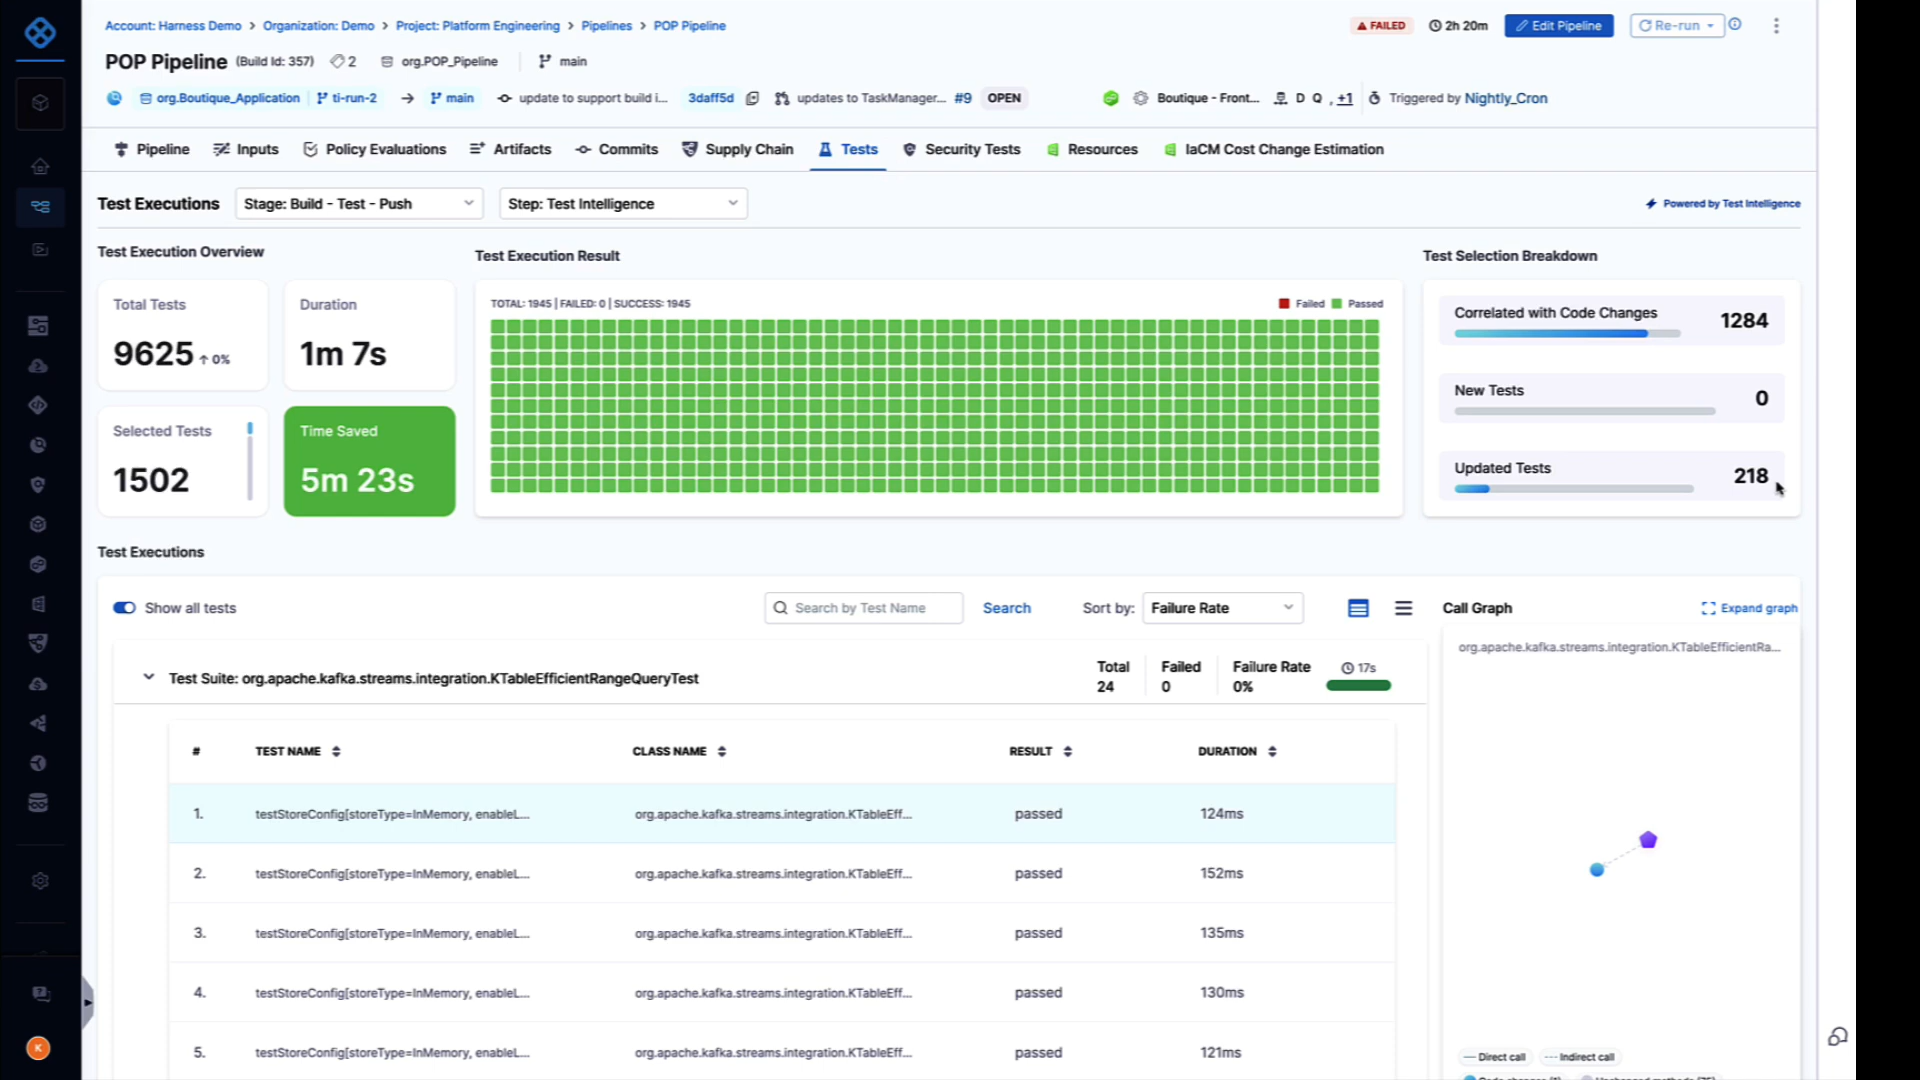 Account: Harness Demo > Organization: Demo > Project: Platform Engineering > Pipelines > POP Pipeline
FAILED 2h 20m Edit Pipeline Re-run
POP Pipeline (Build Id: 357) 2 org.POP_Pipeline main
org.Boutique_Application ti-run-2 → main update to support build i... 3daff5d updates to TaskManager... #9 OPEN Boutique - Front... D Q , +1 Triggered by Nightly_Cron
Pipeline Inputs Policy Evaluations Artifacts Commits Supply Chain Tests Security Tests Resources IaCM Cost Change Estimation
Test Executions Stage: Build - Test - Push Step: Test Intelligence Powered by Test Intelligence
Test Execution Overview
Total Tests
9625 ↑ 0%
Duration
1m 7s
Selected Tests
1502
Time Saved
5m 23s
Test Execution Result
TOTAL: 1945 | FAILED: 0 | SUCCESS: 1945 Failed Passed
Test Selection Breakdown
Correlated with Code Changes 1284
New Tests 0
Updated Tests 218
Test Executions
Show all tests Search by Test Name Search Sort by: Failure Rate
Test Suite: org.apache.kafka.streams.integration.KTableEfficientRangeQueryTest
Total Failed Failure Rate 17s
24 0 0%
# TEST NAME CLASS NAME RESULT DURATION
1. testStoreConfig[storeType=InMemory, enableL... org.apache.kafka.streams.integration.KTableEff... passed 124ms
2. testStoreConfig[storeType=InMemory, enableL... org.apache.kafka.streams.integration.KTableEff... passed 152ms
3. testStoreConfig[storeType=InMemory, enableL... org.apache.kafka.streams.integration.KTableEff... passed 135ms
4. testStoreConfig[storeType=InMemory, enableL... org.apache.kafka.streams.integration.KTableEff... passed 130ms
5. testStoreConfig[storeType=InMemory, enableL... org.apache.kafka.streams.integration.KTableEff... passed 121ms
Call Graph Expand graph
org.apache.kafka.streams.integration.KTableEfficientRa...
Direct call Indirect call
K